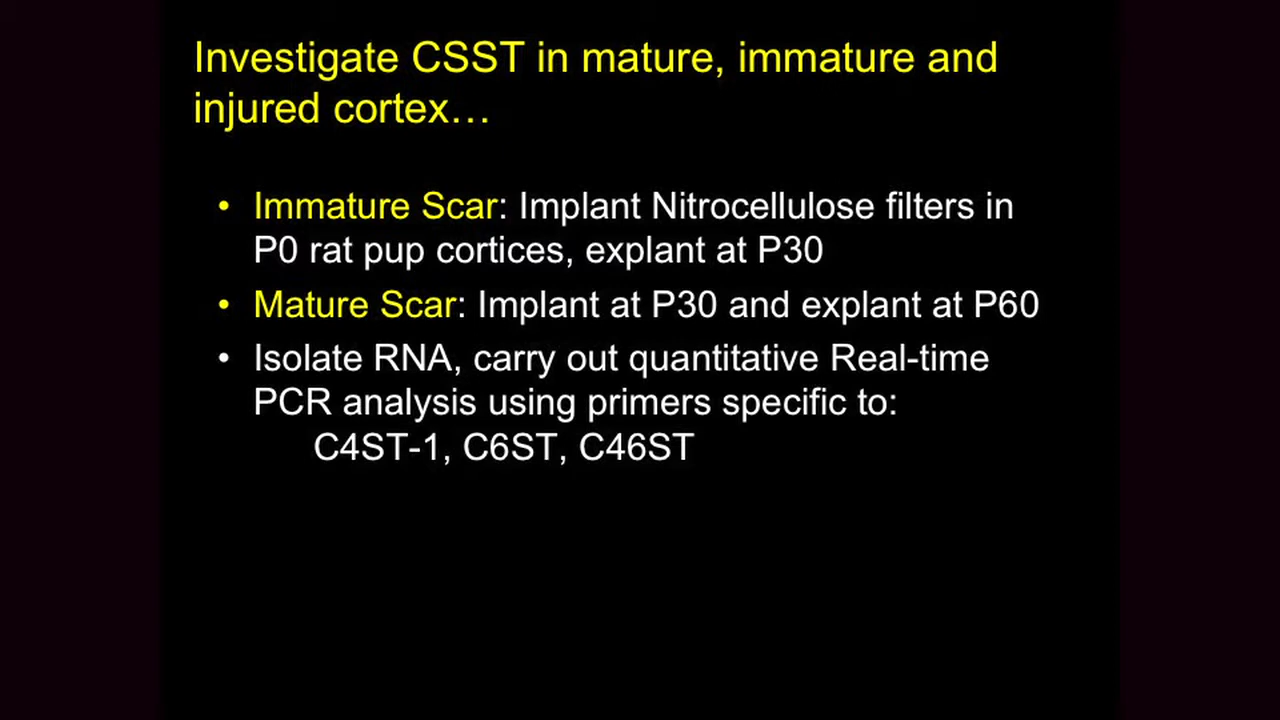 Investigate CSST in mature, immature and
injured cortex…
• Immature Scar: Implant Nitrocellulose filters in
P0 rat pup cortices, explant at P30
• Mature Scar: Implant at P30 and explant at P60
• Isolate RNA, carry out quantitative Real-time
PCR analysis using primers specific to:
C4ST-1, C6ST, C46ST